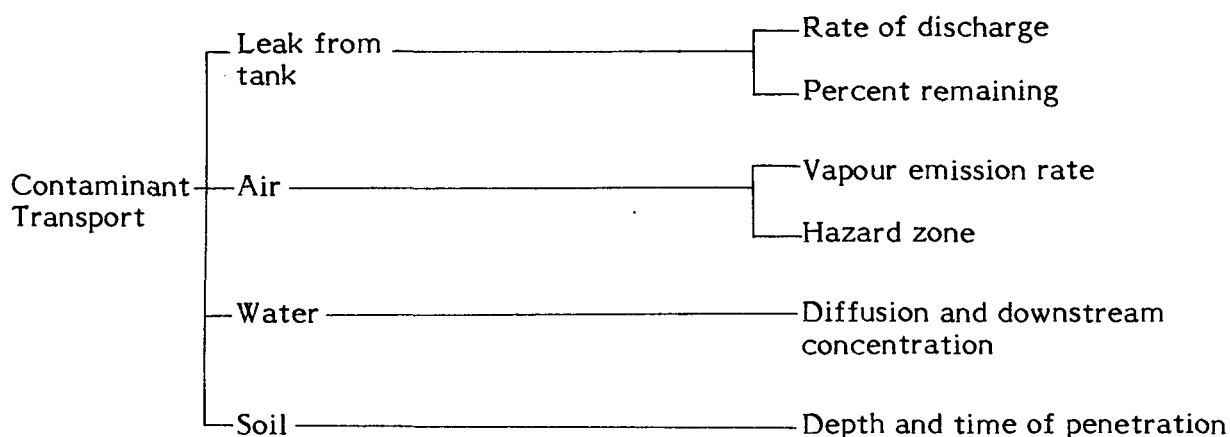 Contaminant
Transport
Leak from
tank
Rate of discharge
Percent remaining
Air
Vapour emission rate
Hazard zone
Water
Diffusion and downstream
concentration
Soil
Depth and time of penetration